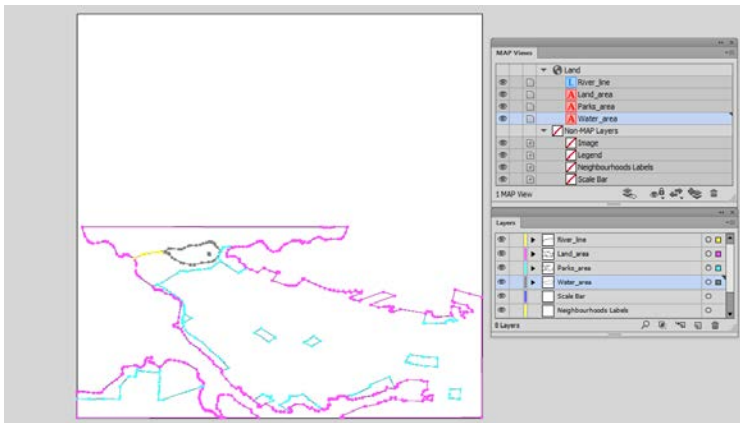 MAP Views
Land
River_line
Land_area
Parks_area
Water_area
Non-MAP Layers
Image
Legend
Neighbourhoods Labels
Scale Bar
1 MAP View
Layers
River_line
Land_area
Parks_area
Water_area
Scale Bar
Neighbourhoods Labels
8 Layers